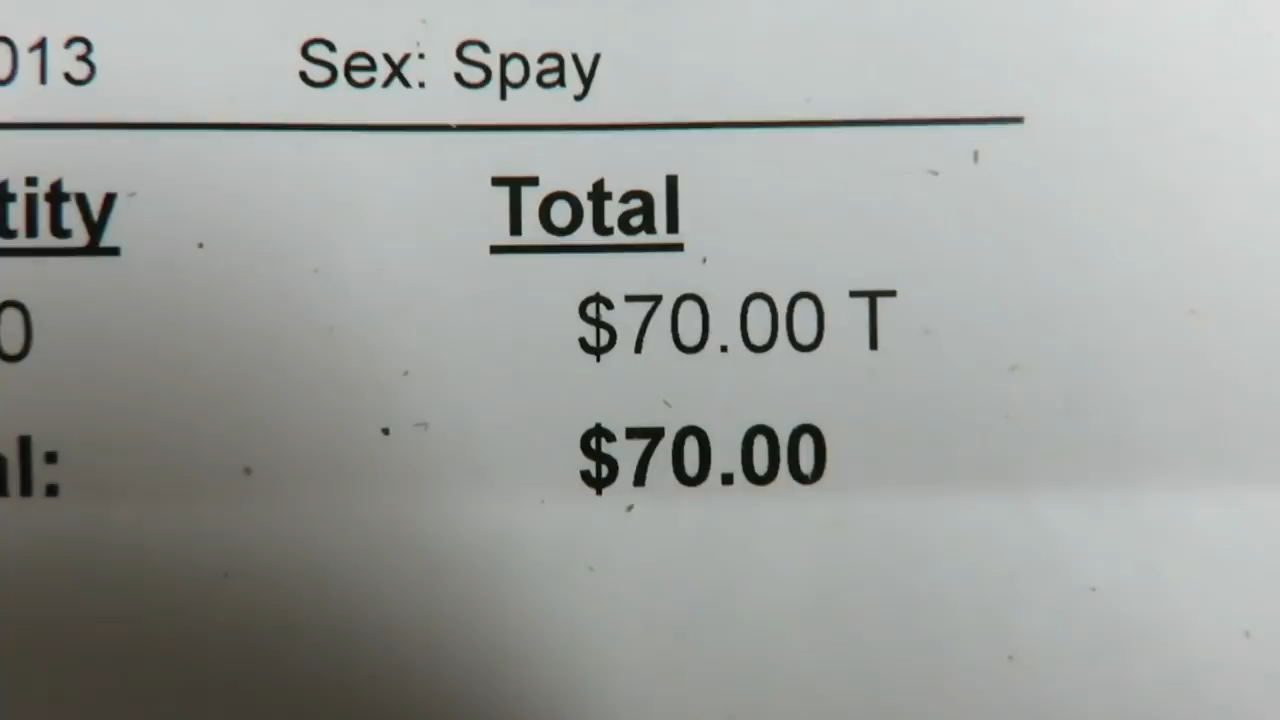 013 Sex: Spay
tity Total
0 $70.00 T
al: $70.00